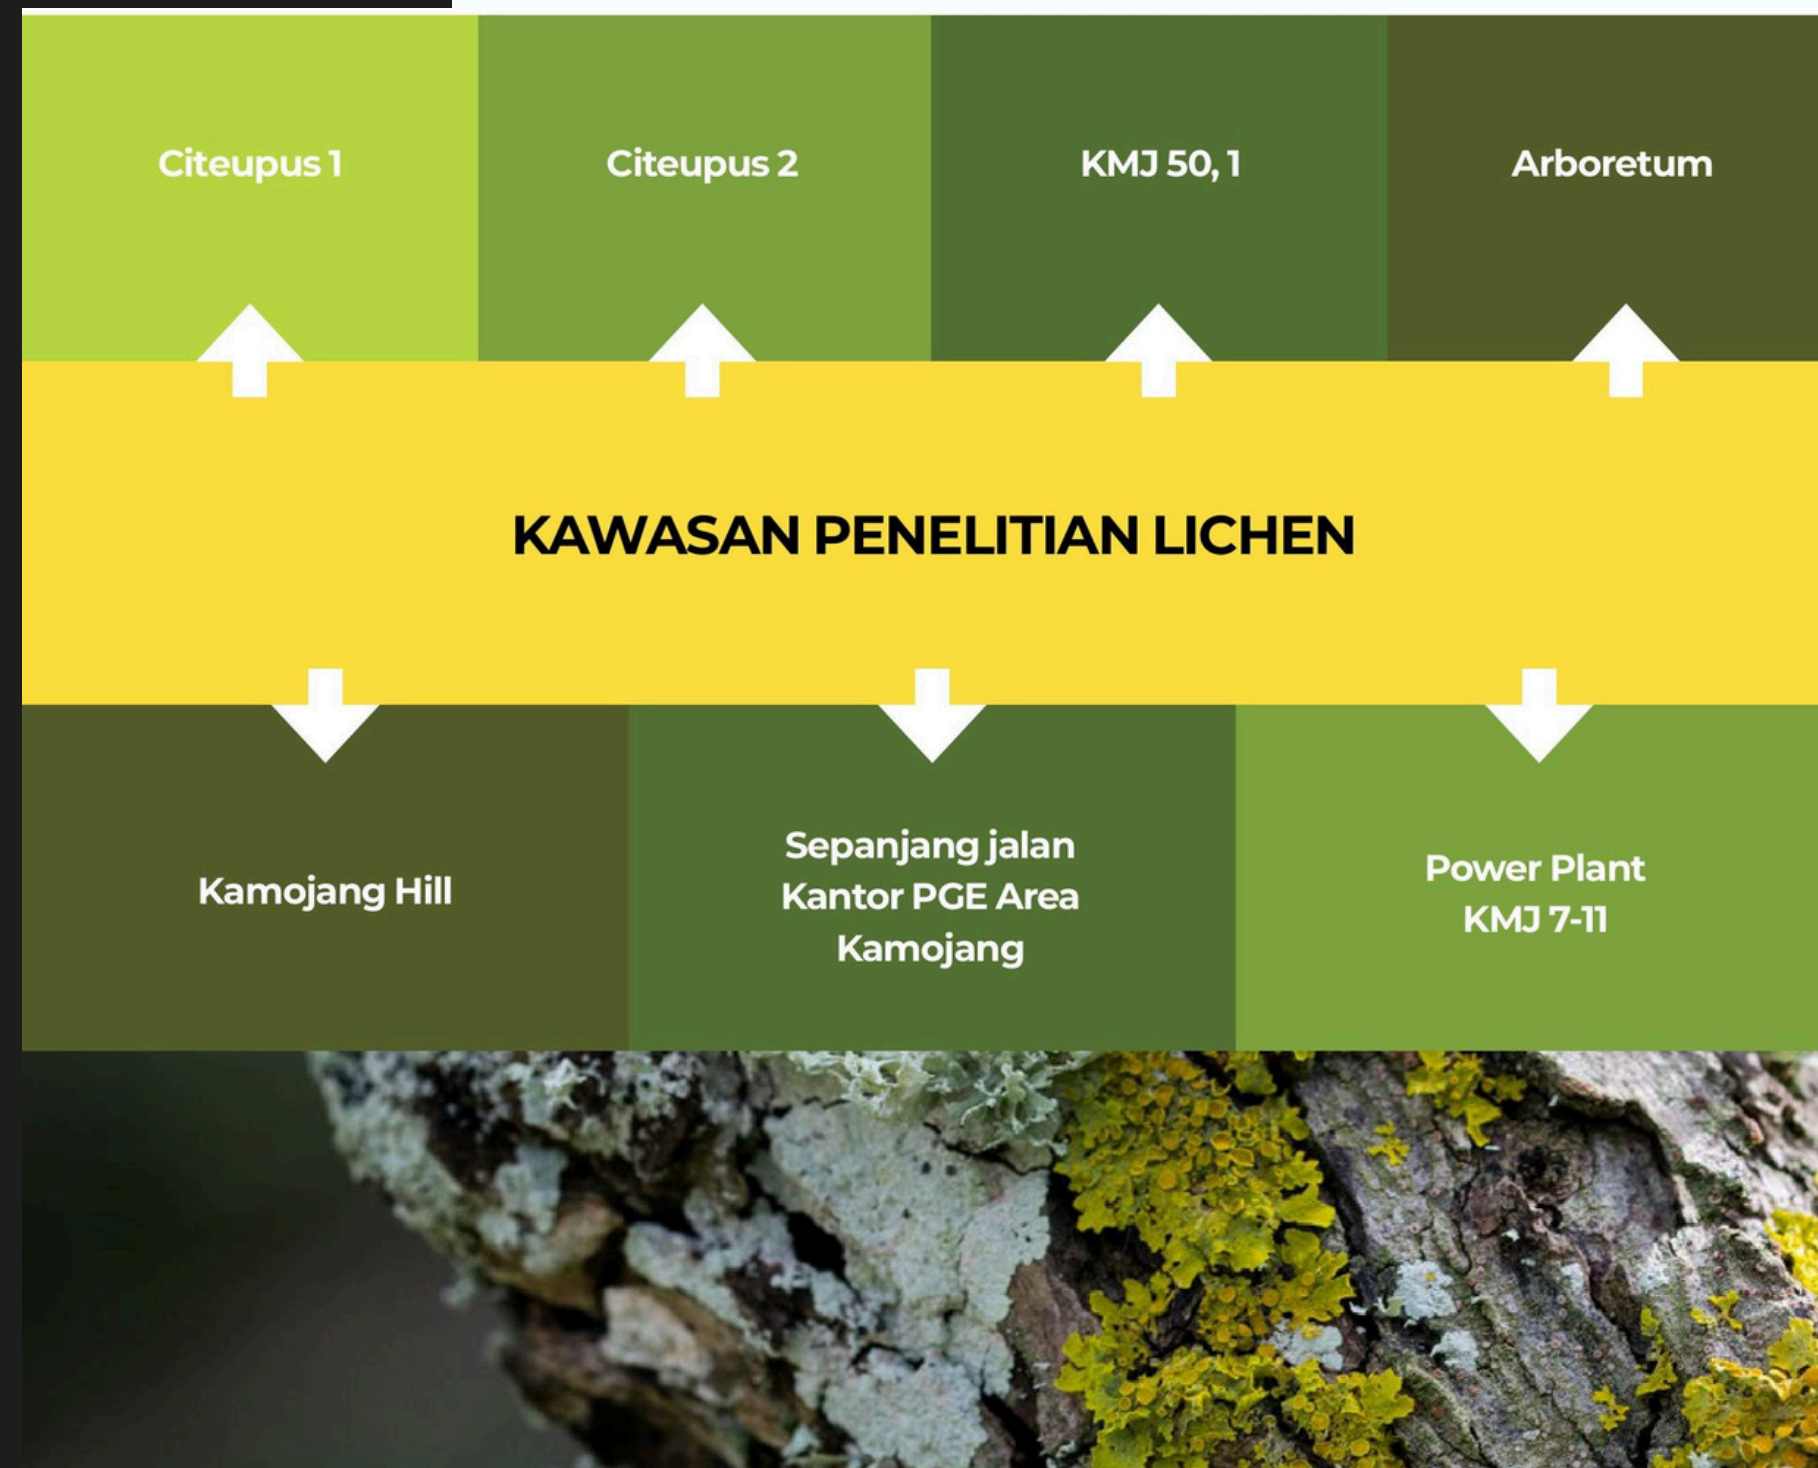 Citeupus 1
Citeupus 2
KMJ 50, 1
Arboretum
KAWASAN PENELITIAN LICHEN
Kamojang Hill
Sepanjang jalan
Kantor PGE Area
Kamojang
Power Plant
KMJ 7-11